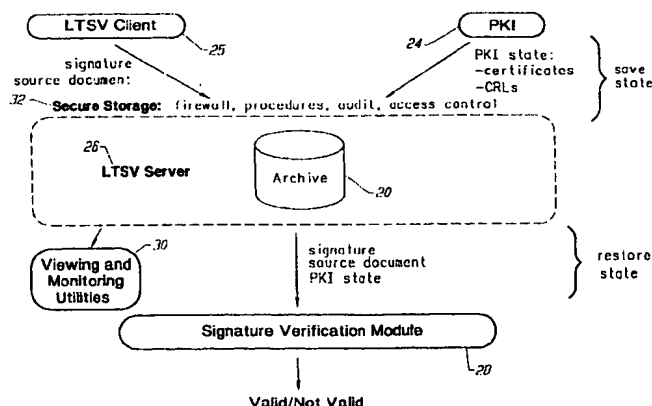 LTSV Client
25
PKI
24
signature
source document:
PKI state:
-certificates
-CRLs
save
state
32
Secure Storage: firewall, procedures, audit, access control
26
LTSV Server
Archive
20
30
Viewing and
Monitoring
Utilities
signature
source document
PKI state
restore
state
Signature Verification Module
20
Valid/Not Valid